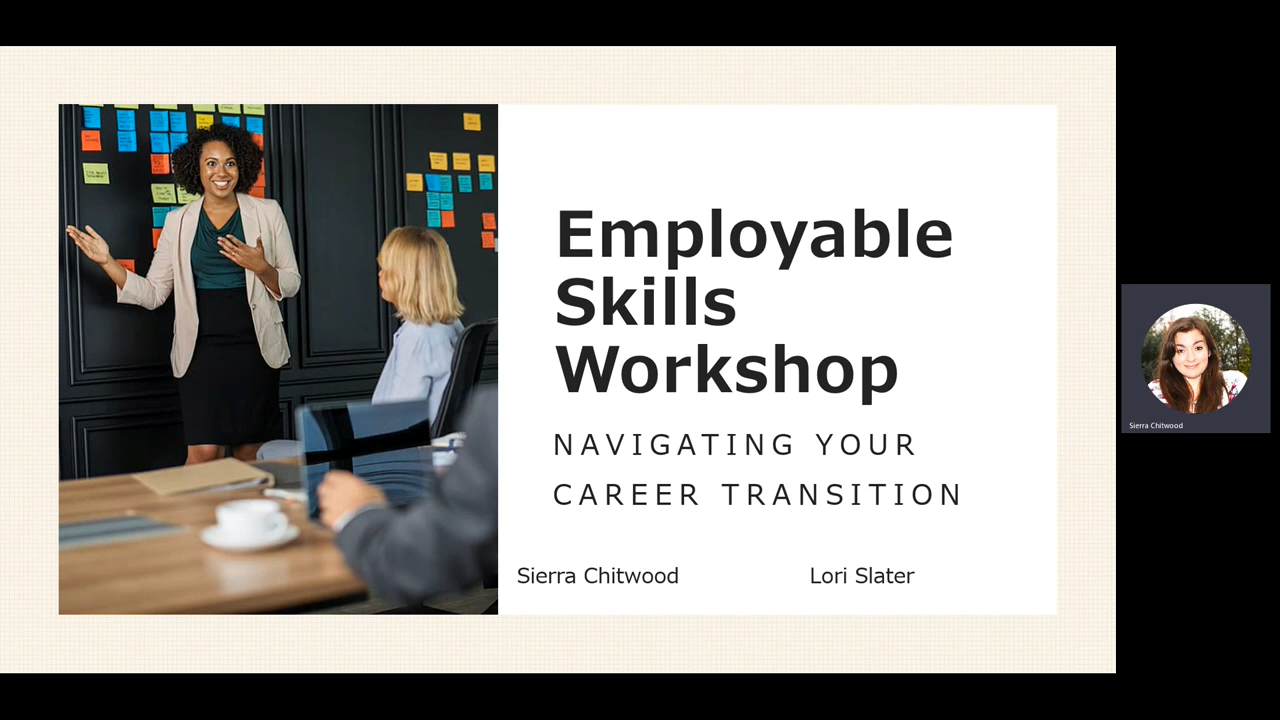 Employable
Skills
Workshop
NAVIGATING YOUR
CAREER TRANSITION
Sierra Chitwood
Lori Slater
Sierra Chitwood